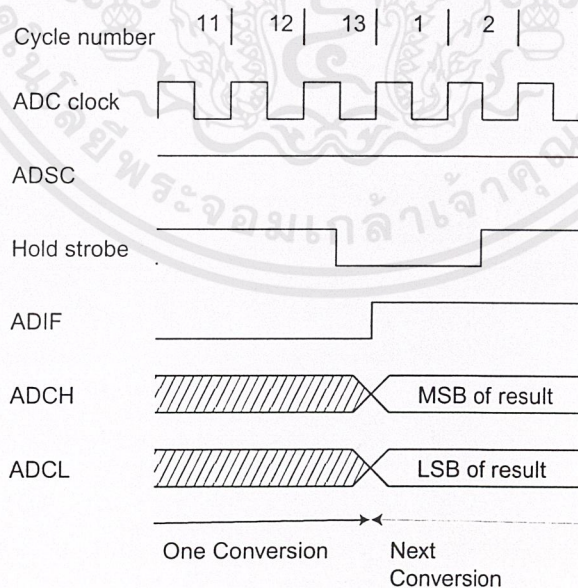 Cycle number 11 12 13 1 2
ADC clock
ADSC
Hold strobe
ADIF
ADCH MSB of result
ADCL LSB of result
One Conversion Next
Conversion